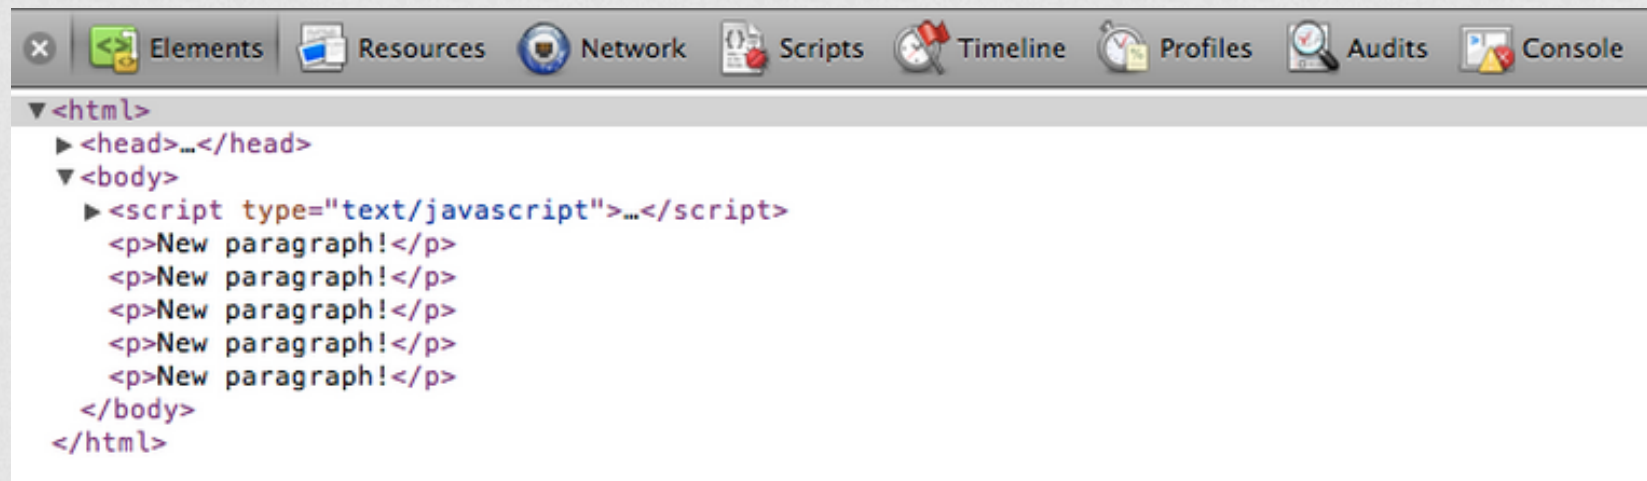 Elements Resources Network Scripts Timeline Profiles Audits Console
<html>
<head>…</head>
<body>
<script type="text/javascript">…</script>
<p>New paragraph!</p>
<p>New paragraph!</p>
<p>New paragraph!</p>
<p>New paragraph!</p>
<p>New paragraph!</p>
</body>
</html>